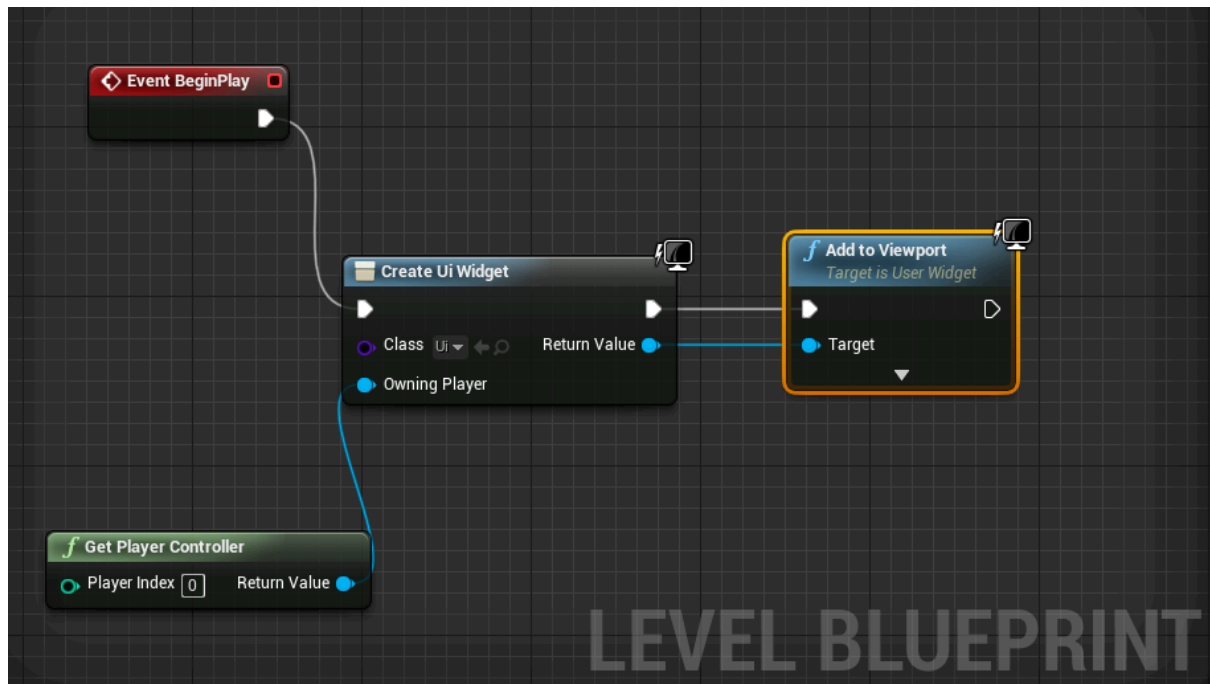 Event BeginPlay
Create Ui Widget
Class Ui Return Value
Owning Player
f Add to Viewport
Target is User Widget
Target
f Get Player Controller
Player Index 0 Return Value
LEVEL BLUEPRINT